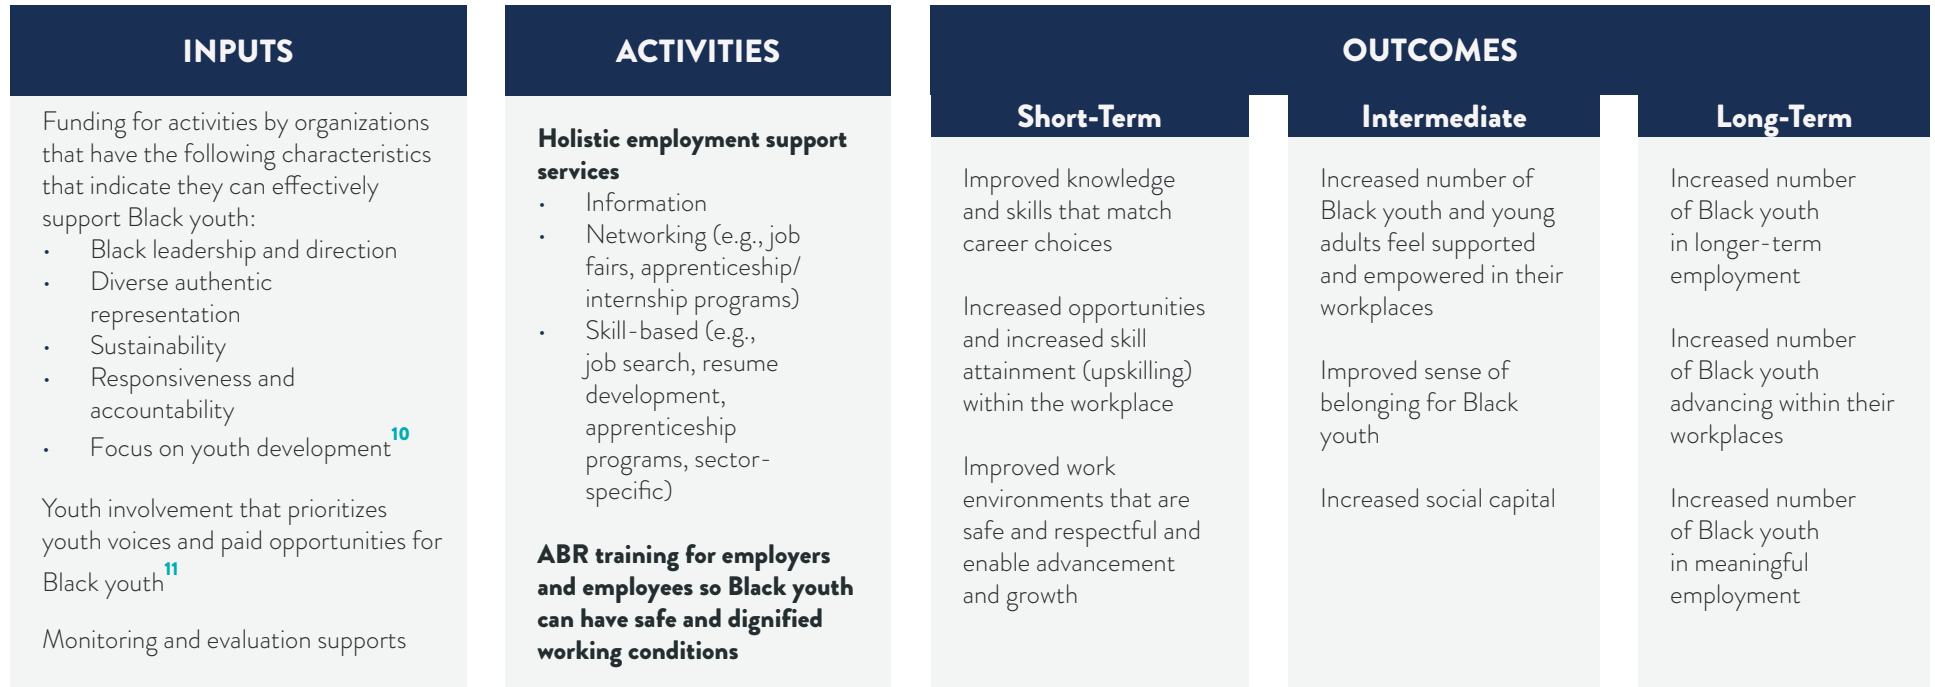 INPUTS
Funding for activities by organizations
that have the following characteristics
that indicate they can effectively
support Black youth:
• Black leadership and direction
• Diverse authentic
representation
• Sustainability
• Responsiveness and
accountability
• Focus on youth development10
Youth involvement that prioritizes
youth voices and paid opportunities for
Black youth11
Monitoring and evaluation supports
ACTIVITIES
Holistic employment support
services
• Information
• Networking (e.g., job
fairs, apprenticeship/
internship programs)
• Skill-based (e.g.,
job search, resume
development,
apprenticeship
programs, sector-
specific)
ABR training for employers
and employees so Black youth
can have safe and dignified
working conditions
OUTCOMES
Short-Term
Improved knowledge
and skills that match
career choices
Increased opportunities
and increased skill
attainment (upskilling)
within the workplace
Improved work
environments that are
safe and respectful and
enable advancement
and growth
Intermediate
Increased number of
Black youth and young
adults feel supported
and empowered in their
workplaces
Improved sense of
belonging for Black
youth
Increased social capital
Long-Term
Increased number
of Black youth
in longer-term
employment
Increased number
of Black youth
advancing within their
workplaces
Increased number
of Black youth
in meaningful
employment